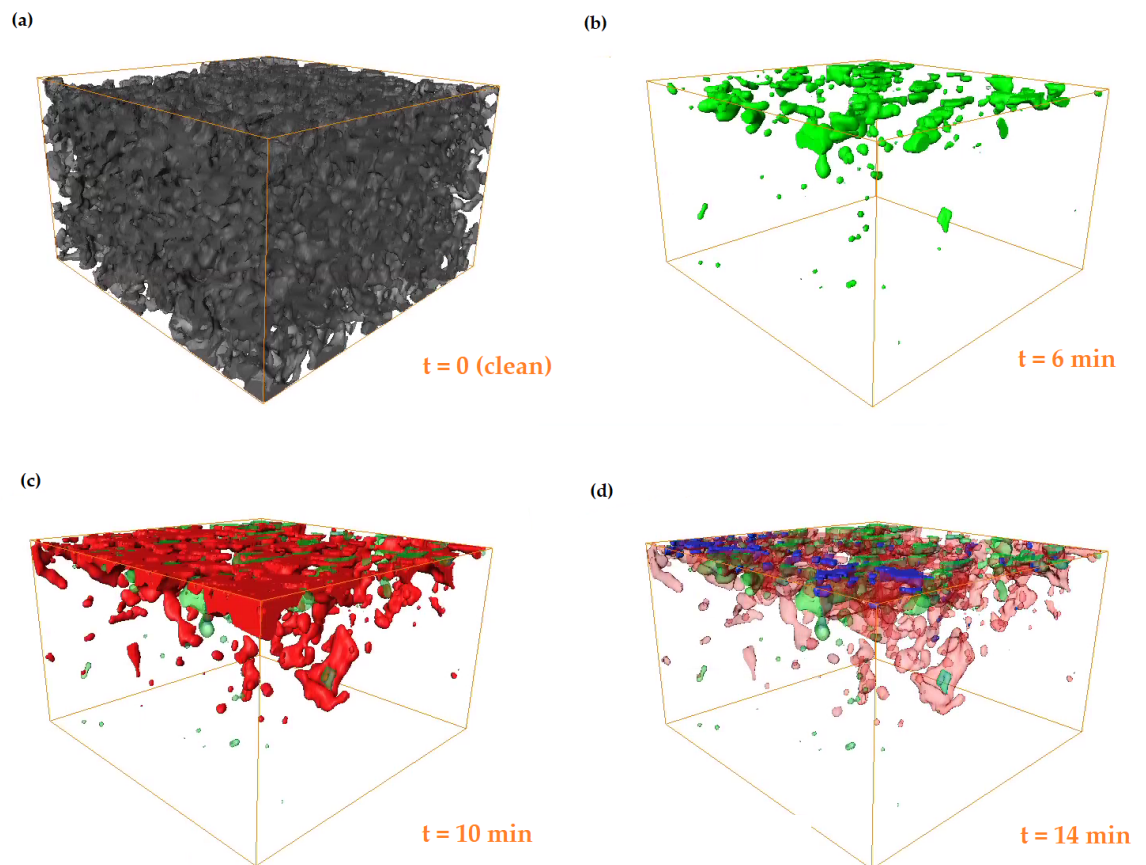 (a)
(b)
t = 0 (clean)
t = 6 min
(c)
(d)
t = 10 min
t = 14 min